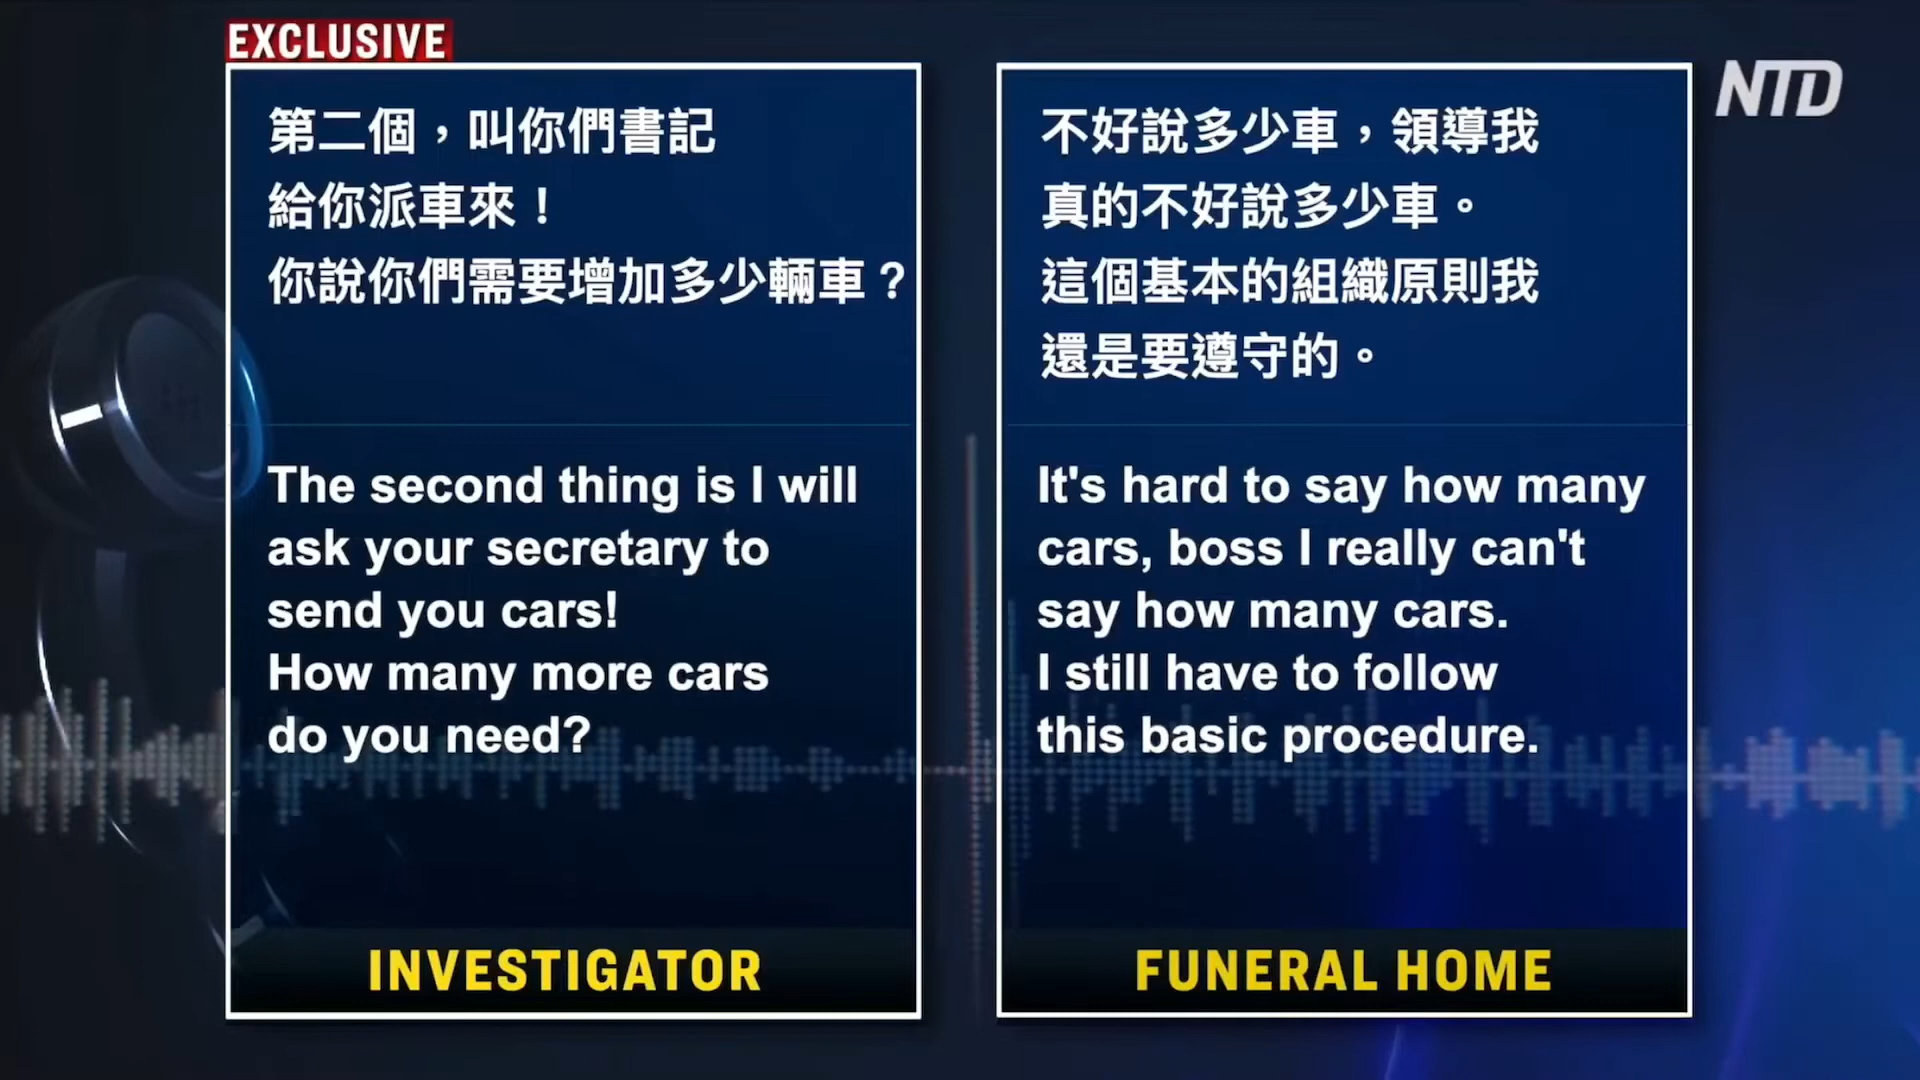 EXCLUSIVE
NTD
第二個，叫你們書記
給你派車來！
你說你們需要增加多少輛車？
The second thing is I will
ask your secretary to
send you cars!
How many more cars
do you need?
INVESTIGATOR
不好說多少車，領導我
真的不好說多少車。
這個基本的組織原則我
還是要遵守的。
It's hard to say how many
cars, boss I really can't
say how many cars.
I still have to follow
this basic procedure.
FUNERAL HOME